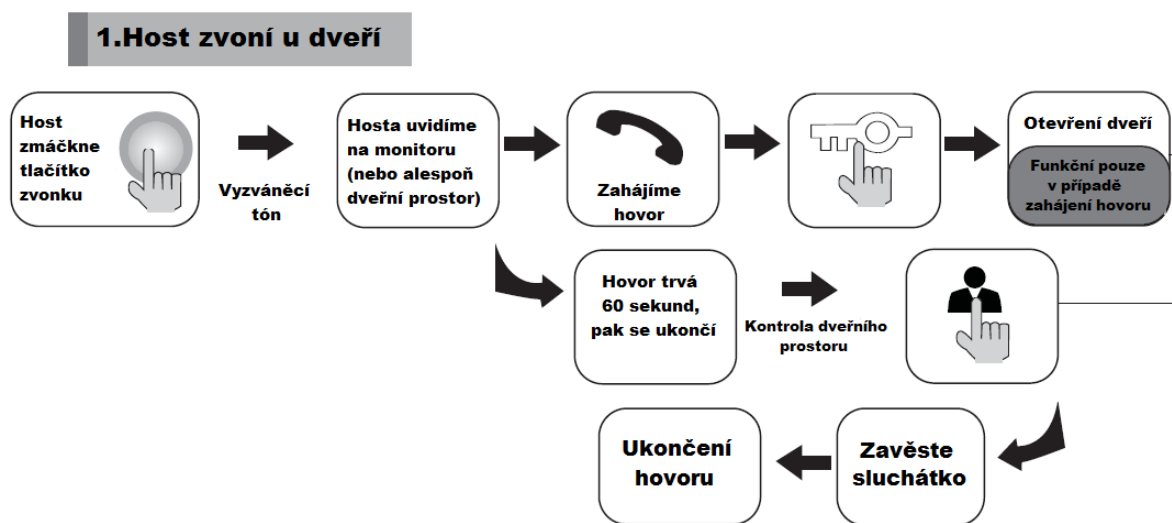 1.Host zvoní u dveří
Host
zmáčkne
tlačítko
zvonku
Vyzváněcí
tón
Hosta uvidíme
na monitoru
(nebo alespoň
dveřní prostor)
Zahájíme
hovor
Otevření dveří
Funkční pouze
v případě
zahájení hovoru
Hovor trvá
60 sekund,
pak se ukončí
Kontrola dveřního
prostoru
Ukončení
hovoru
Zavěste
sluchátko